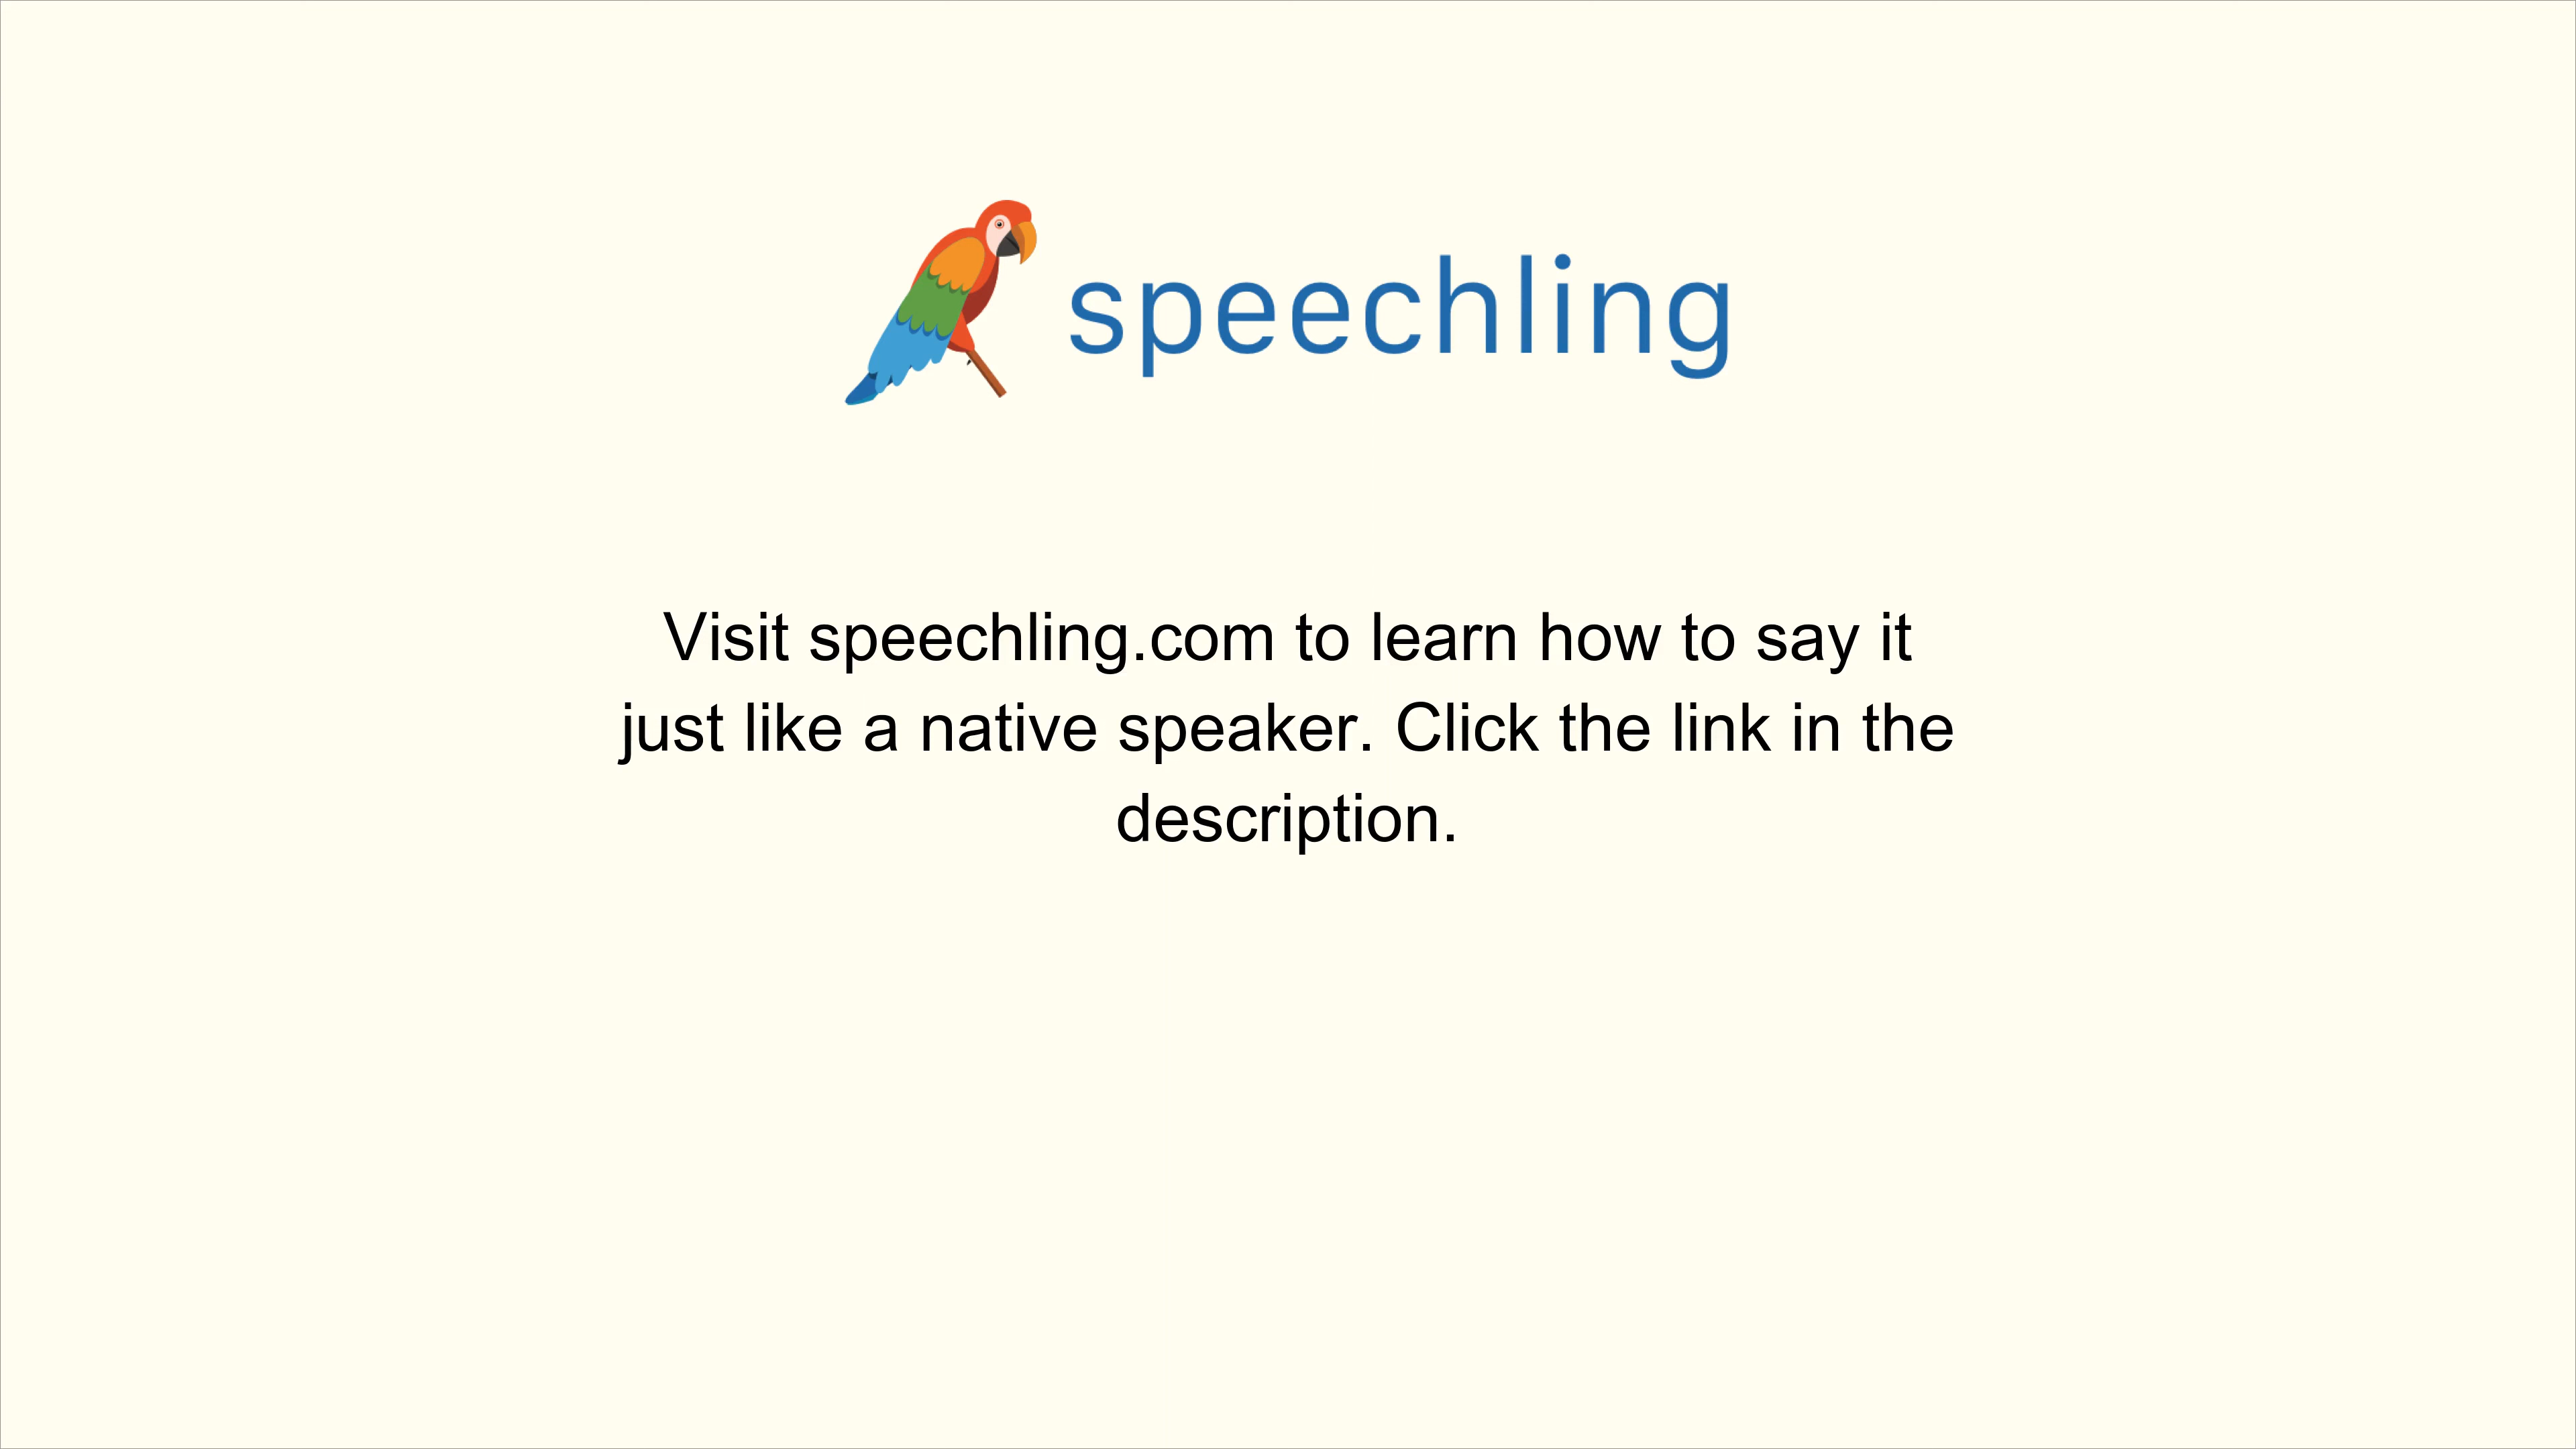 speechling
Visit speechling.com to learn how to say it
just like a native speaker. Click the link in the
description.